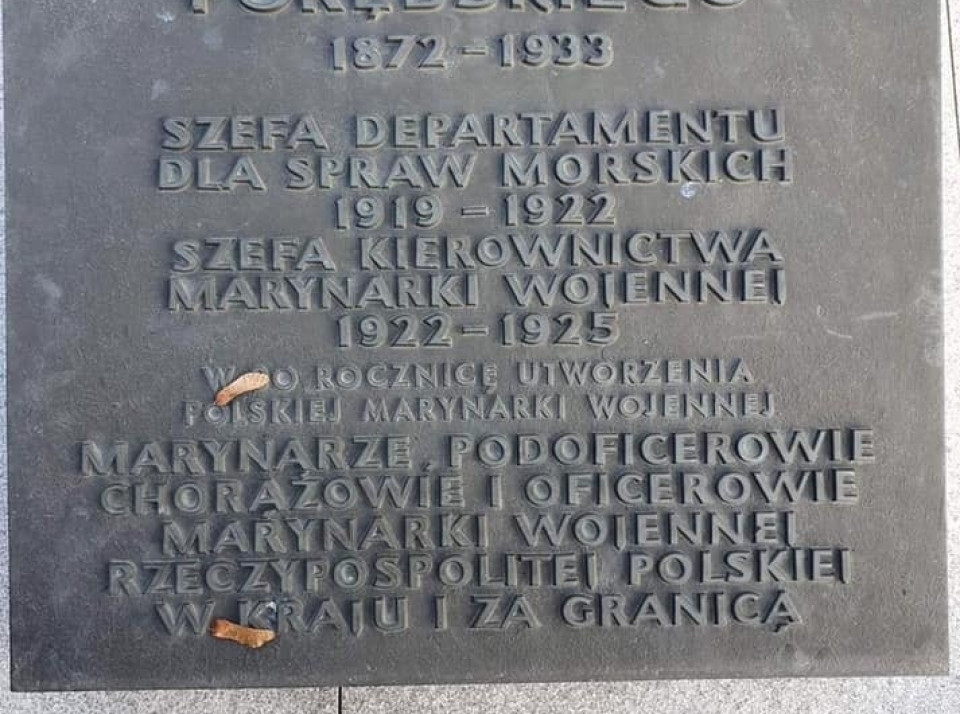 PORĘBSKIEGO
1872–1933
SZEFA DEPARTAMENTU
DLA SPRAW MORSKICH
1919 – 1922
SZEFA KIEROWNICTWA
MARYNARKI WOJENNEJ
1922–1925
W ROCZNICĘ UTWORZENIA
POLSKIEJ MARYNARKI WOJENNEJ
MARYNARZE, PODOFICEROWIE
CHORĄŻOWIE I OFICEROWIE
MARYNARKI WOJENNEJ
RZECZYPOSPOLITEJ POLSKIEJ
W KRAJU I ZA GRANICĄ